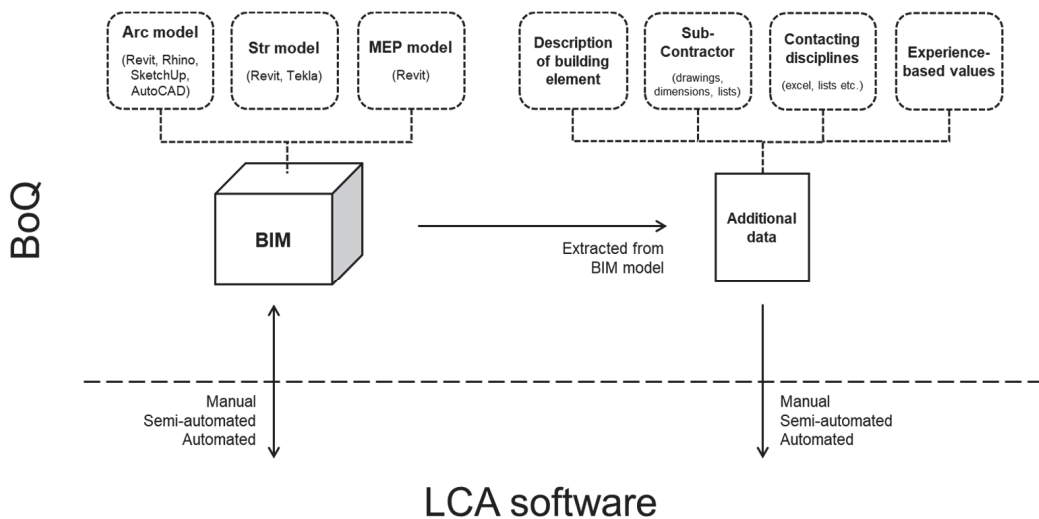 Arc model
(Revit, Rhino,
SketchUp,
AutoCAD)
Str model
(Revit, Tekla)
MEP model
(Revit)
Description
of building
element
Sub-
Contractor
(drawings,
dimensions, lists)
Contacting
disciplines
(excel, lists etc.)
Experience-
based values
BoQ
BIM
Extracted from
BIM model
Additional
data
Manual
Semi-automated
Automated
Manual
Semi-automated
Automated
LCA software